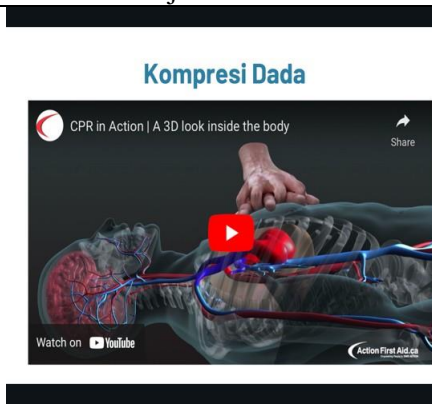 Kompresi Dada
CPR in Action | A 3D look inside the body
Share
Watch on YouTube
Action First Aid.ca